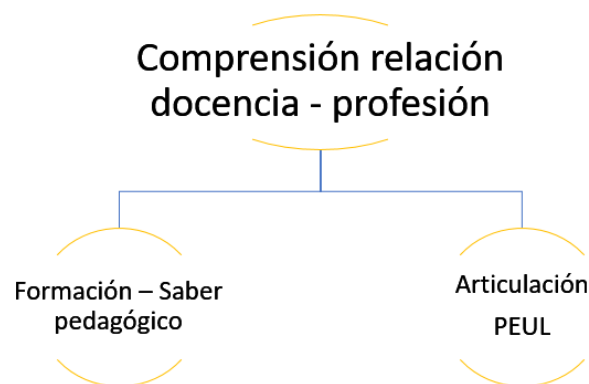 Comprensión relación
docencia - profesión
Formación – Saber
pedagógico
Articulación
PEUL